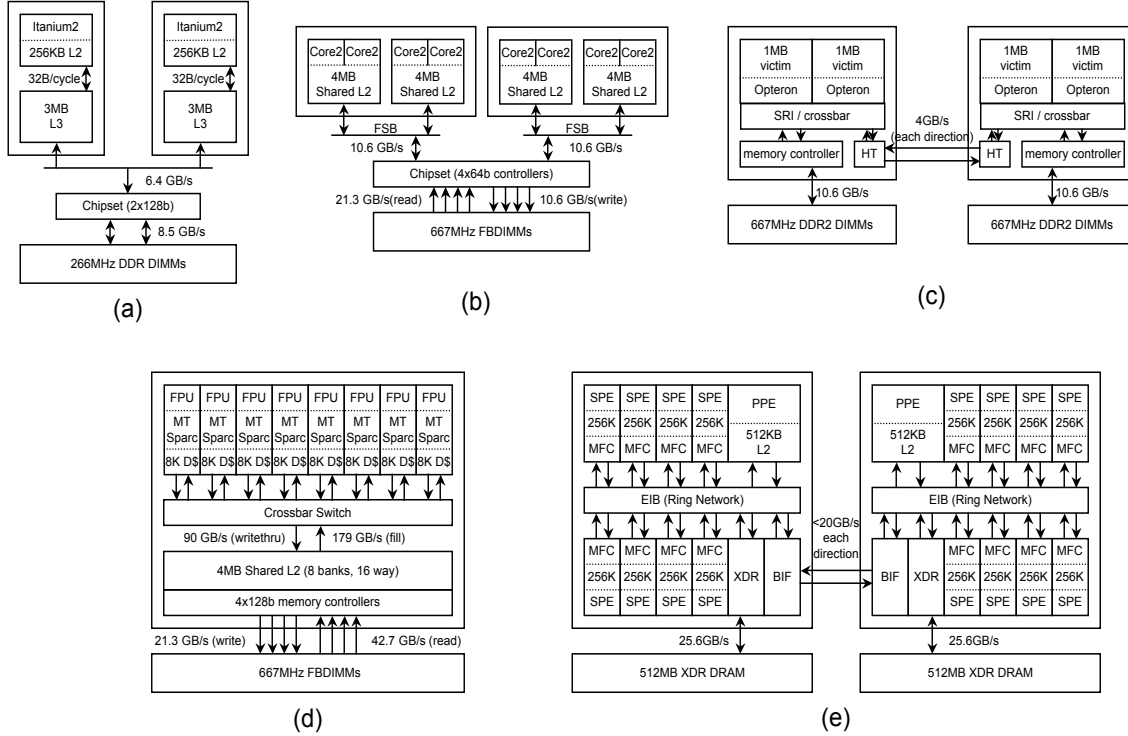 Itanium2
Itanium2
256KB L2
256KB L2
32B/cycle
32B/cycle
3MB
L3
3MB
L3
6.4 GB/s
Chipset (2x128b)
8.5 GB/s
266MHz DDR DIMMs
(a)
Core2 Core2
Core2 Core2
Core2 Core2
Core2 Core2
4MB
Shared L2
4MB
Shared L2
4MB
Shared L2
4MB
Shared L2
FSB
FSB
10.6 GB/s
10.6 GB/s
Chipset (4x64b controllers)
21.3 GB/s(read)
10.6 GB/s(write)
667MHz FBDIMMs
(b)
1MB
victim
1MB
victim
1MB
victim
1MB
victim
Opteron
Opteron
Opteron
Opteron
SRI / crossbar
SRI / crossbar
4GB/s
(each direction)
memory controller
HT
HT
memory controller
10.6 GB/s
10.6 GB/s
667MHz DDR2 DIMMs
667MHz DDR2 DIMMs
(c)
FPU FPU FPU FPU FPU FPU FPU FPU
MT MT MT MT MT MT MT MT
Sparc Sparc Sparc Sparc Sparc Sparc Sparc Sparc
8K D$ 8K D$ 8K D$ 8K D$ 8K D$ 8K D$ 8K D$ 8K D$
Crossbar Switch
90 GB/s (writethru)
179 GB/s (fill)
4MB Shared L2 (8 banks, 16 way)
4x128b memory controllers
21.3 GB/s (write)
42.7 GB/s (read)
667MHz FBDIMMs
(d)
SPE SPE SPE SPE
256K 256K 256K 256K
MFC MFC MFC MFC
PPE
512KB
L2
PPE
512KB
L2
SPE SPE SPE SPE
256K 256K 256K 256K
MFC MFC MFC MFC
EIB (Ring Network)
EIB (Ring Network)
<20GB/s
each
direction
MFC MFC MFC MFC
256K 256K 256K 256K
SPE SPE SPE SPE
XDR
BIF
BIF
XDR
MFC MFC MFC MFC
256K 256K 256K 256K
SPE SPE SPE SPE
25.6GB/s
25.6GB/s
512MB XDR DRAM
512MB XDR DRAM
(e)